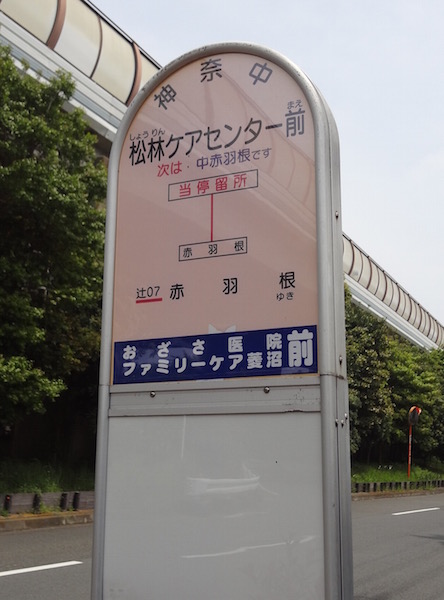 神奈中
しょうりん まえ
松林ケアセンター前
次は、中赤羽根です
当停留所
赤羽根
辻07 赤羽根
ゆき
おざさ医院
ファミリーケア菱沼 前